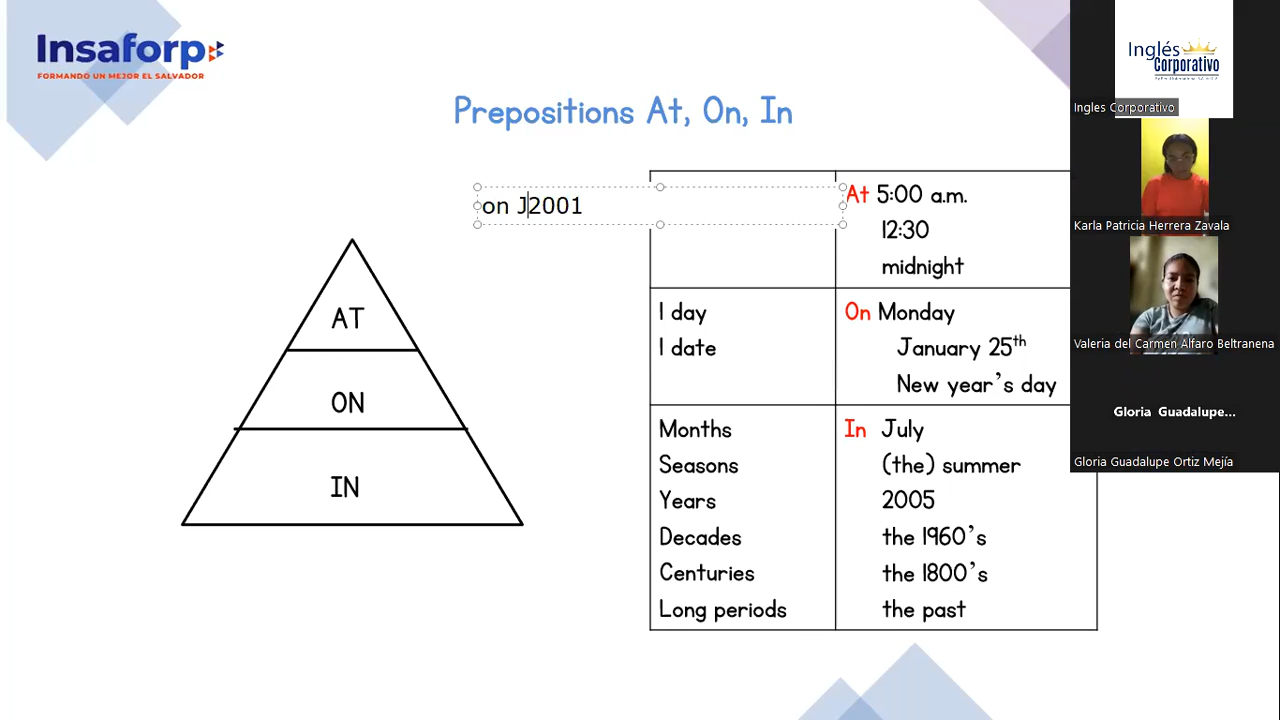 Insaforp
FORMANDO UN MEJOR EL SALVADOR
Prepositions At, On, In
on J2001
AT
ON
IN
At 5:00 a.m.
12:30
midnight
1 day
1 date
On Monday
January 25th
New year's day
Months
Seasons
Years
Decades
Centuries
Long periods
In July
(the) summer
2005
the 1960's
the 1800's
the past
Inglés
Corporativo
Ingles Corporativo
Karla Patricia Herrera Zavala
Valeria del Carmen Alfaro Beltranena
Gloria Guadalupe...
Gloria Guadalupe Ortiz Mejía